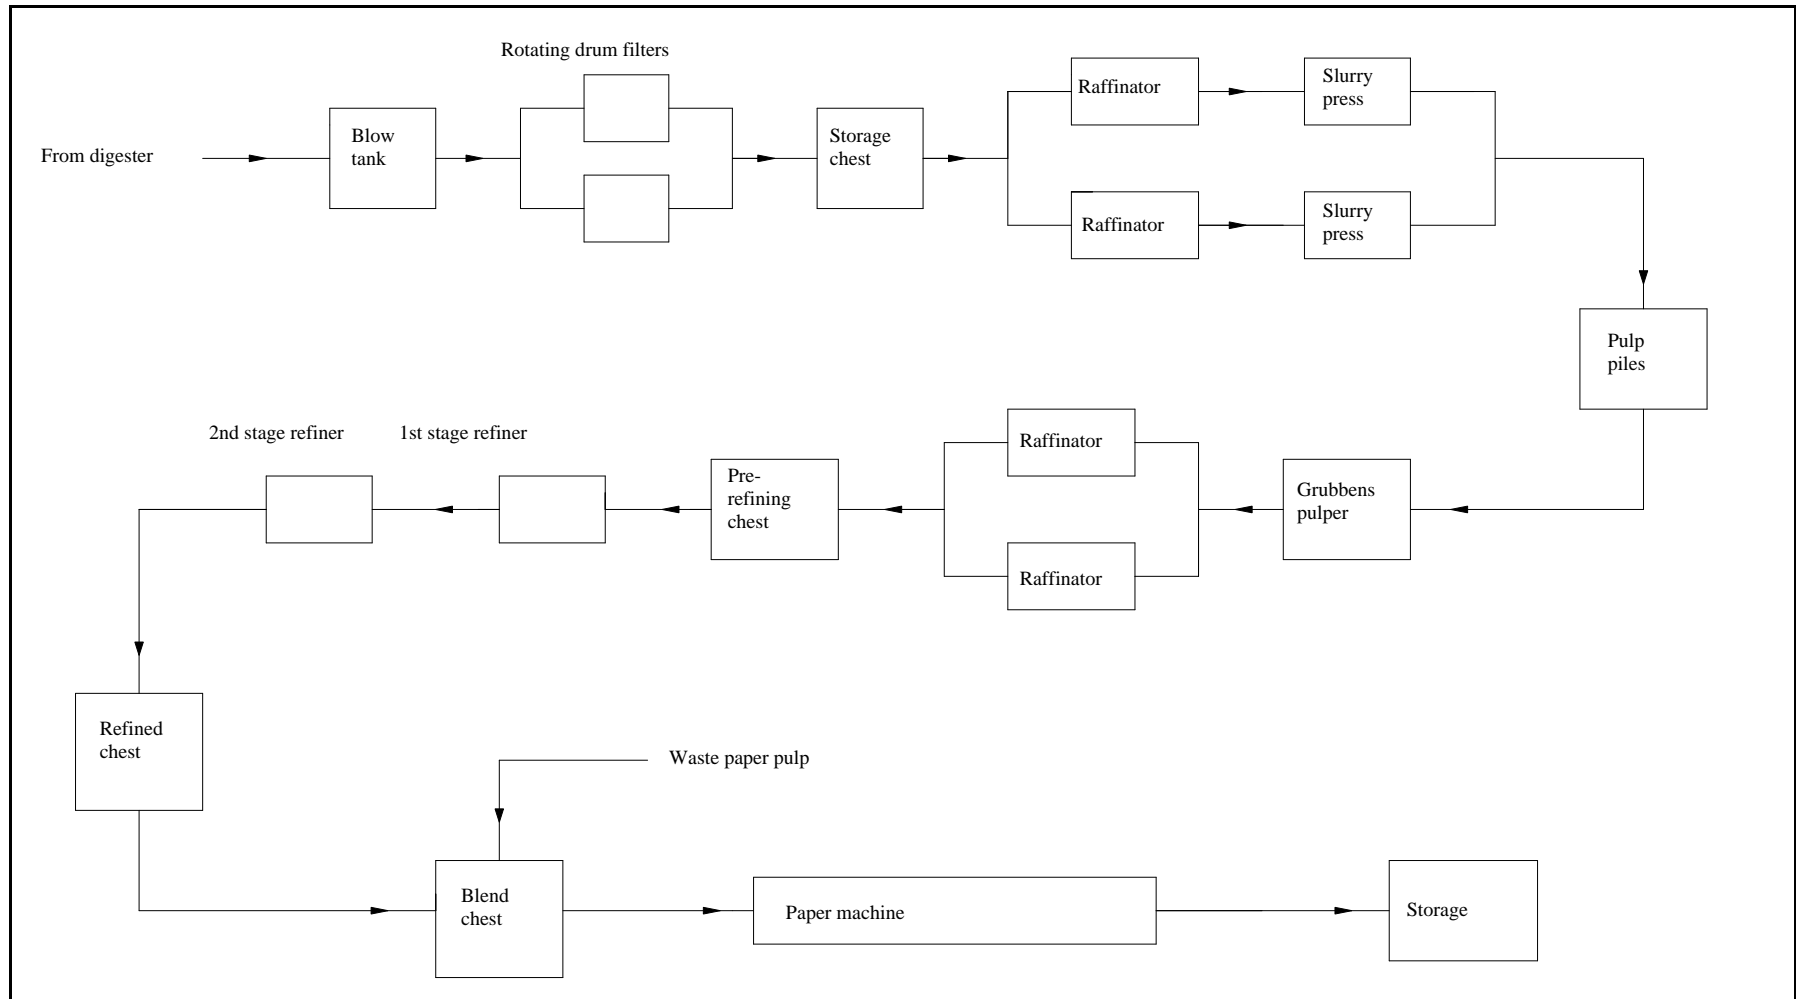 Rotating drum filters
From digester
Blow
tank
Storage
chest
Raffinator
Slurry
press
Raffinator
Slurry
press
Pulp
piles
2nd stage refiner
1st stage refiner
Pre-
refining
chest
Raffinator
Raffinator
Grubbens
pulper
Refined
chest
Waste paper pulp
Blend
chest
Paper machine
Storage